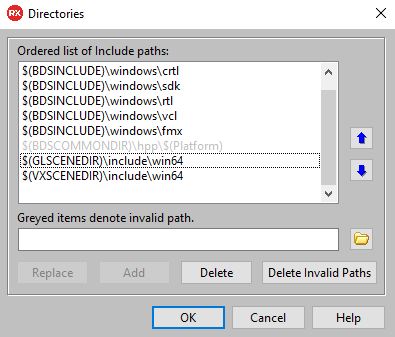 RX Directories
Ordered list of Include paths:
$(BDSINCLUDE)\windows\crtl
$(BDSINCLUDE)\windows\sdk
$(BDSINCLUDE)\windows\rtl
$(BDSINCLUDE)\windows\vcl
$(BDSINCLUDE)\windows\fmx
$(BDSCOMMONDIR)\hpp\$(Platform)
$(GLSCENEDIR)\include\win64
$(VXSCENEDIR)\include\win64
Greyed items denote invalid path.
Replace Add Delete Delete Invalid Paths
OK Cancel Help